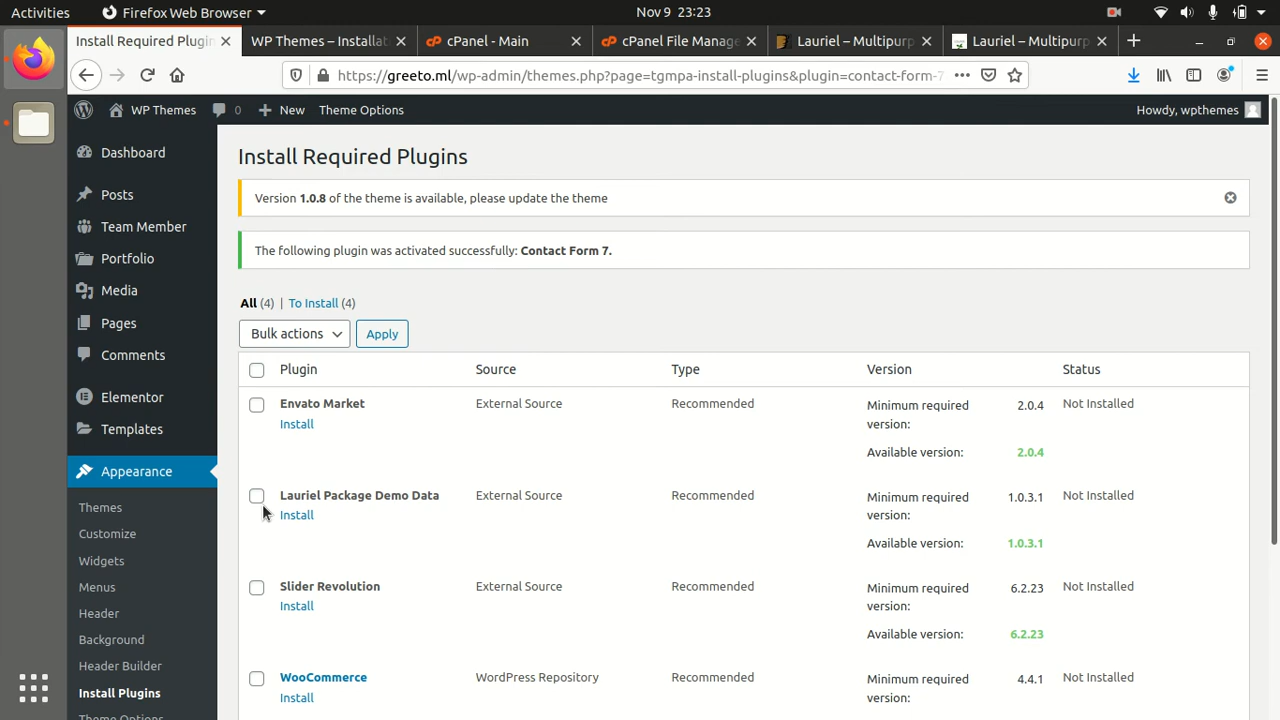 Activities
Firefox Web Browser
Nov 9 23:23
Install Required Plugin
WP Themes – Installat
cPanel - Main
cPanel File Manage
Lauriel – Multipurp
Lauriel – Multipurp
https://greeto.ml/wp-admin/themes.php?page=tgmpa-install-plugins&plugin=contact-form-7
WP Themes
0
New
Theme Options
Howdy, wpthemes
Dashboard
Posts
Team Member
Portfolio
Media
Pages
Comments
Elementor
Templates
Appearance
Themes
Customize
Widgets
Menus
Header
Background
Header Builder
Install Plugins
Theme Options
Install Required Plugins
Version 1.0.8 of the theme is available, please update the theme
The following plugin was activated successfully: Contact Form 7.
All (4) | To Install (4)
Bulk actions
Apply
Plugin Source Type Version Status
Envato Market External Source Recommended Minimum required version: 2.0.4 Not Installed
Install
Available version: 2.0.4
Lauriel Package Demo Data External Source Recommended Minimum required version: 1.0.3.1 Not Installed
Install
Available version: 1.0.3.1
Slider Revolution External Source Recommended Minimum required version: 6.2.23 Not Installed
Install
Available version: 6.2.23
WooCommerce WordPress Repository Recommended Minimum required version: 4.4.1 Not Installed
Install